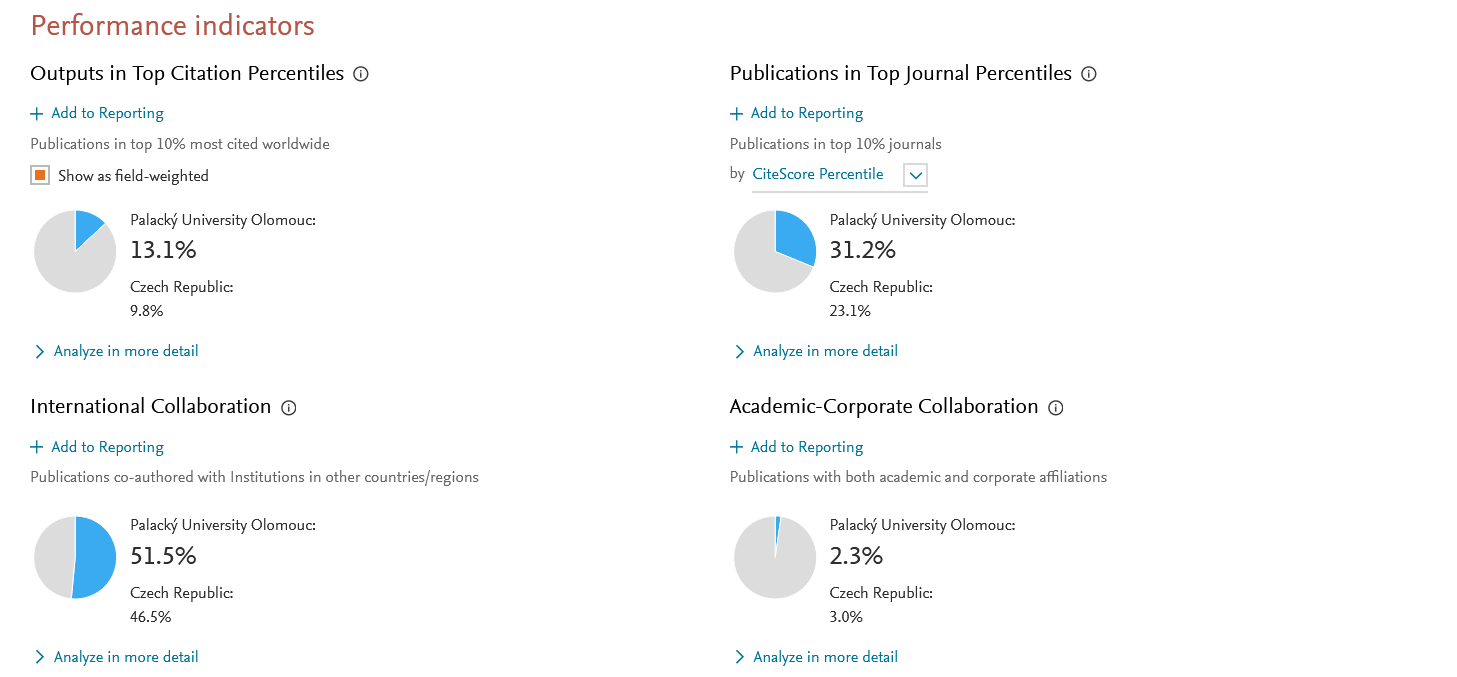 Performance indicators
Outputs in Top Citation Percentiles
Add to Reporting
Publications in top 10% most cited worldwide
Show as field-weighted
Palacký University Olomouc:
13.1%
Czech Republic:
9.8%
Analyze in more detail
Publications in Top Journal Percentiles
Add to Reporting
Publications in top 10% journals
by CiteScore Percentile
Palacký University Olomouc:
31.2%
Czech Republic:
23.1%
Analyze in more detail
International Collaboration
Add to Reporting
Publications co-authored with Institutions in other countries/regions
Palacký University Olomouc:
51.5%
Czech Republic:
46.5%
Analyze in more detail
Academic-Corporate Collaboration
Add to Reporting
Publications with both academic and corporate affiliations
Palacký University Olomouc:
2.3%
Czech Republic:
3.0%
Analyze in more detail